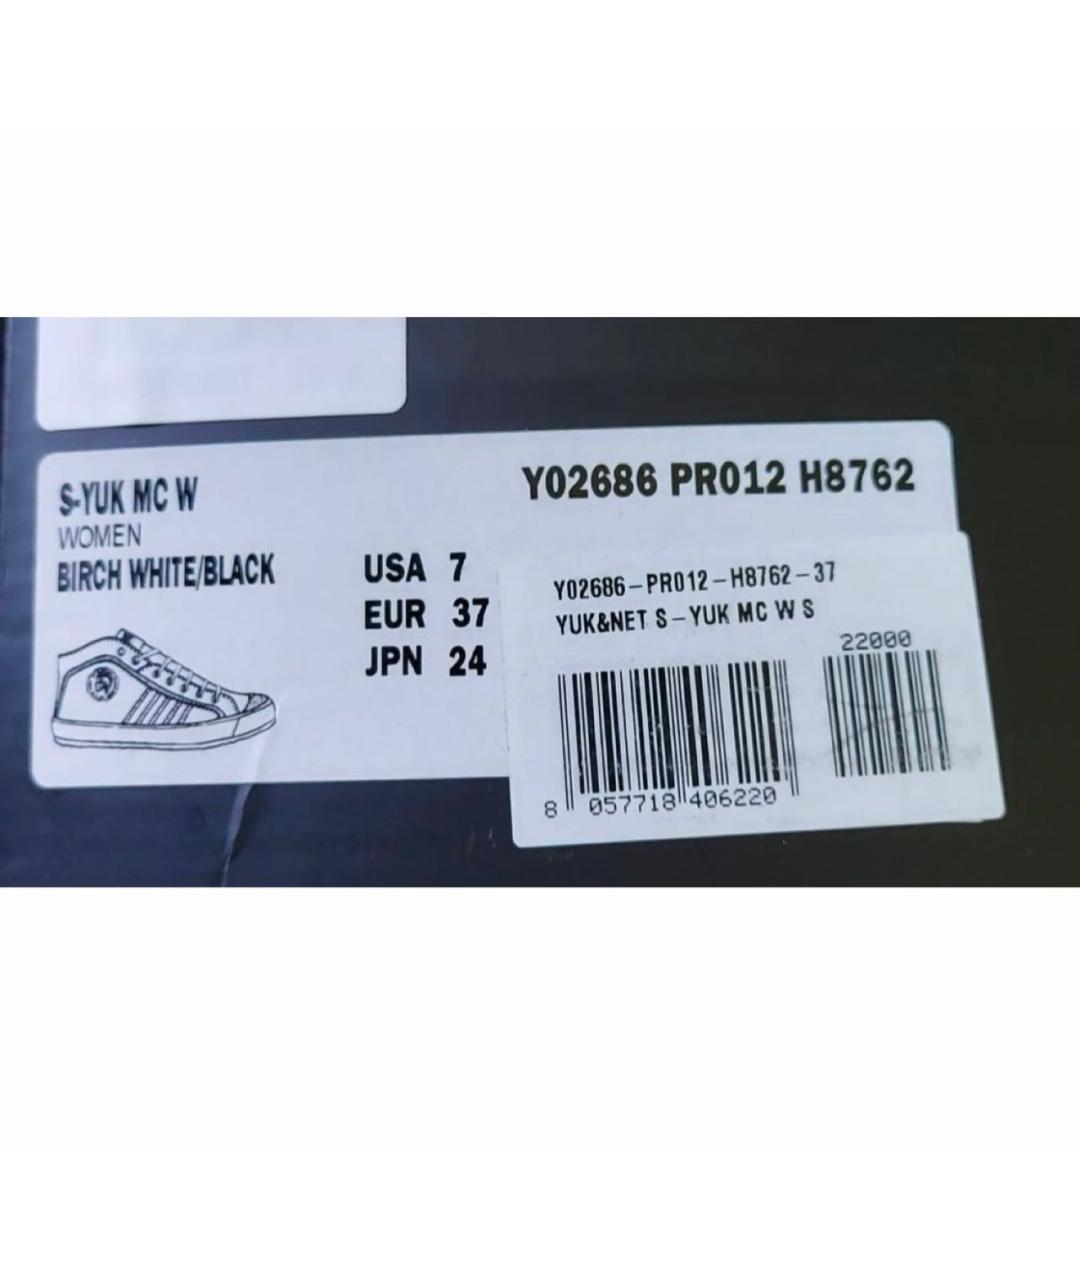 S-YUK MC W
WOMEN
BIRCH WHITE/BLACK
USA 7
EUR 37
JPN 24
Y02686 PR012 H8762
Y02686-PR012-H8762-37
YUK&NET S-YUK MC W S
22000
8 057718 406220